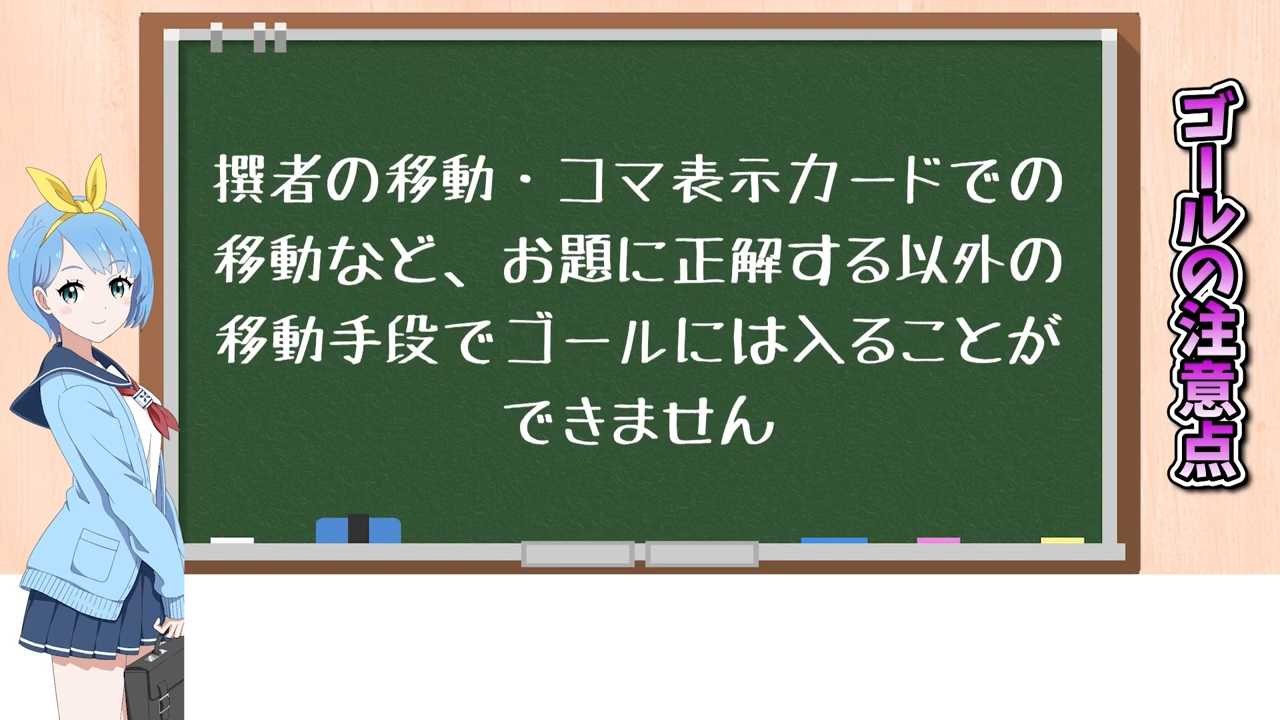 撰者の移動・コマ表示カードでの
移動など、お題に正解する以外の
移動手段でゴールには入ることが
できません
ゴールの注意点